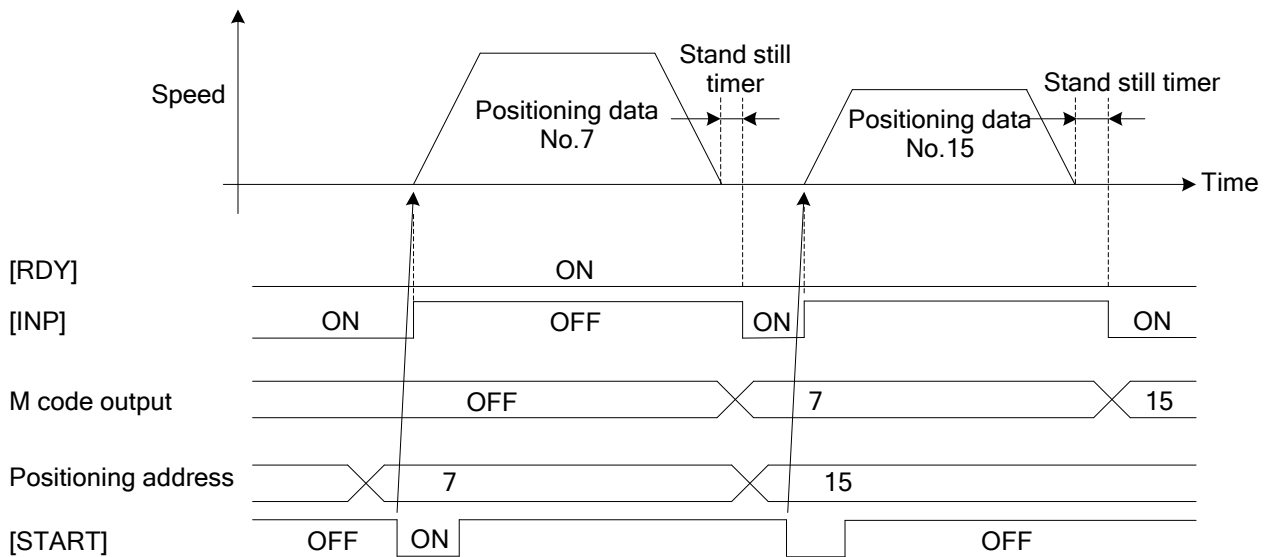 Speed
Positioning data
No.7
Stand still
timer
Positioning data
No.15
Stand still timer
Time
[RDY]
ON
[INP]
ON
OFF
ON
ON
M code output
OFF
7
15
Positioning address
7
15
[START]
OFF
ON
OFF